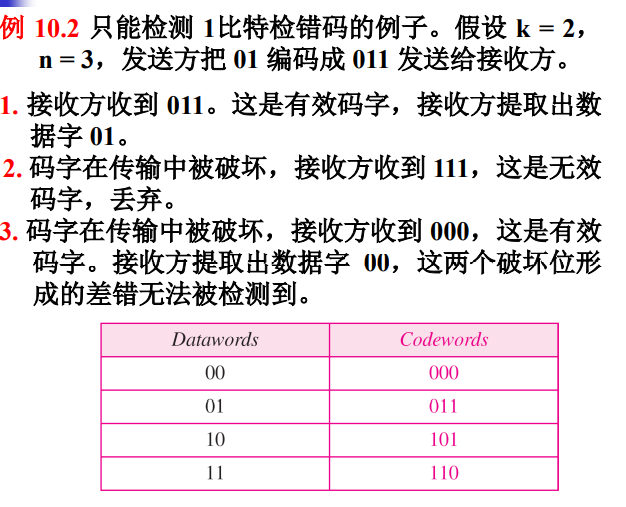 例 10.2 只能检测 1比特检错码的例子。假设 k = 2，
n = 3，发送方把 01 编码成 011 发送给接收方。
1. 接收方收到 011。这是有效码字，接收方提取出数
据字 01。
2. 码字在传输中被破坏，接收方收到 111，这是无效
码字，丢弃。
3. 码字在传输中被破坏，接收方收到 000，这是有效
码字。接收方提取出数据字 00，这两个破坏位形
成的差错无法被检测到。
Datawords Codewords
00 000
01 011
10 101
11 110